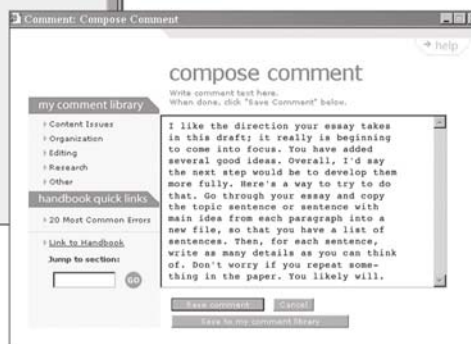 Comment: Compose Comment
help
compose comment
Write comment text here.
When done, click "Save Comment" below.
my comment library
Content Issues
Organization
Editing
Research
Other
handbook quick links
20 Most Common Errors
Link to Handbook
Jump to section:
GO
I like the direction your essay takes
in this draft; it really is beginning
to come into focus. You have added
several good ideas. Overall, I'd say
the next step would be to develop them
more fully. Here's a way to try to do
that. Go through your essay and copy
the topic sentence or sentence with
main idea from each paragraph into a
new file, so that you have a list of
sentences. Then, for each sentence,
write as many details as you can think
of. Don't worry if you repeat some-
thing in the paper. You likely will.
Save comment
Cancel
Save to my comment library